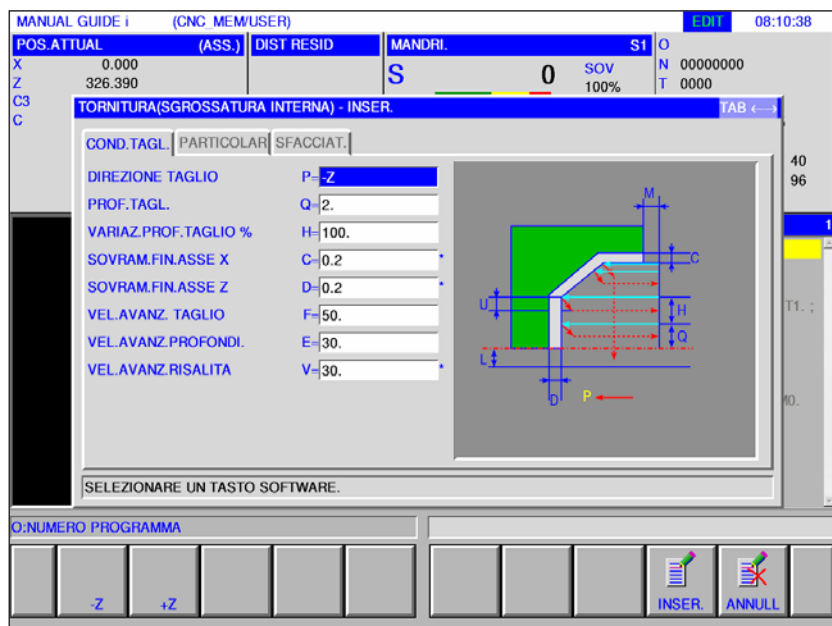 MANUAL GUIDE i (CNC_MEM/USER) EDIT 08:10:38
POS.ATTUAL (ASS.) DIST RESID MANDRI. S1 O
X 0.000 N 00000000
Z 326.390 S 0 SOV 100% T 0000
C3
C
TORNITURA(SGROSSATURA INTERNA) - INSER. TAB ←→
COND.TAGL. PARTICOLAR SFACCIAT.
40
96
DIREZIONE TAGLIO P= -Z
PROF.TAGL. Q= 2.
VARIAZ.PROF.TAGLIO % H= 100.
SOVRAM.FIN.ASSE X C= 0.2 *
SOVRAM.FIN.ASSE Z D= 0.2 *
VEL.AVANZ. TAGLIO F= 50.
VEL.AVANZ.PROFONDI. E= 30.
VEL.AVANZ.RISALITA V= 30. *
M
C
U
H
Q
L
D
P
1
T1. ;
M0.
SELEZIONARE UN TASTO SOFTWARE.
O:NUMERO PROGRAMMA
-Z +Z INSER. ANNULL